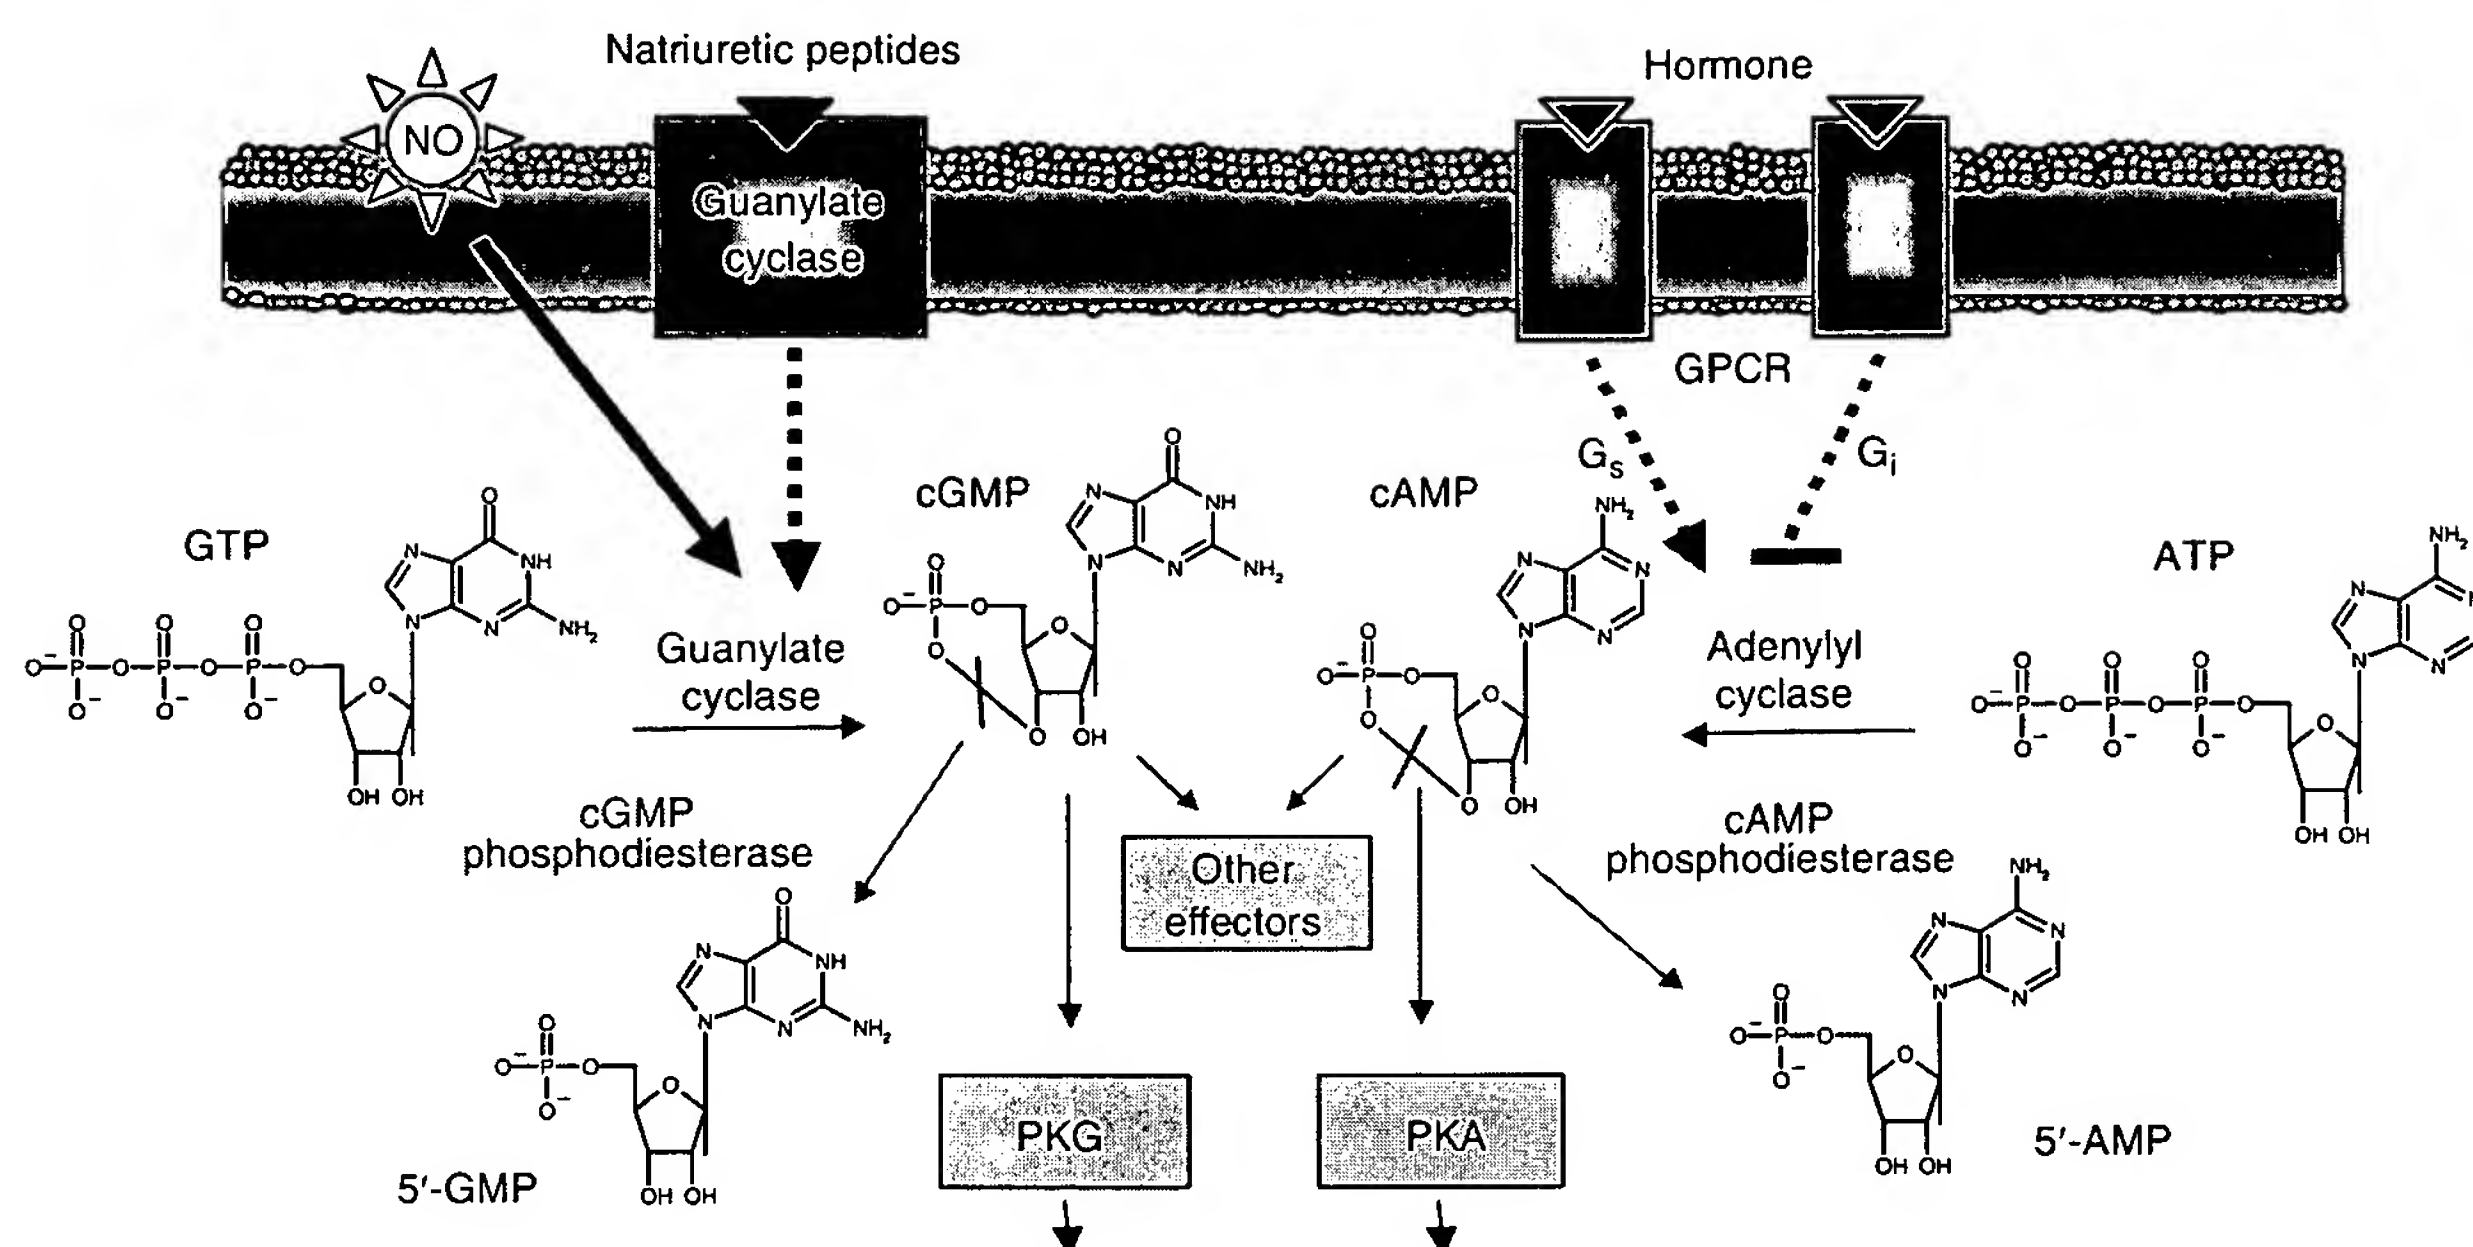 Natriuretic peptides
Hormone
NO
Guanylate
cyclase
GPCR
Gs
Gi
cGMP
cAMP
GTP
ATP
Guanylate
cyclase
Adenylyl
cyclase
cGMP
phosphodiesterase
cAMP
phosphodiesterase
Other
effectors
PKG
PKA
5'-GMP
5'-AMP